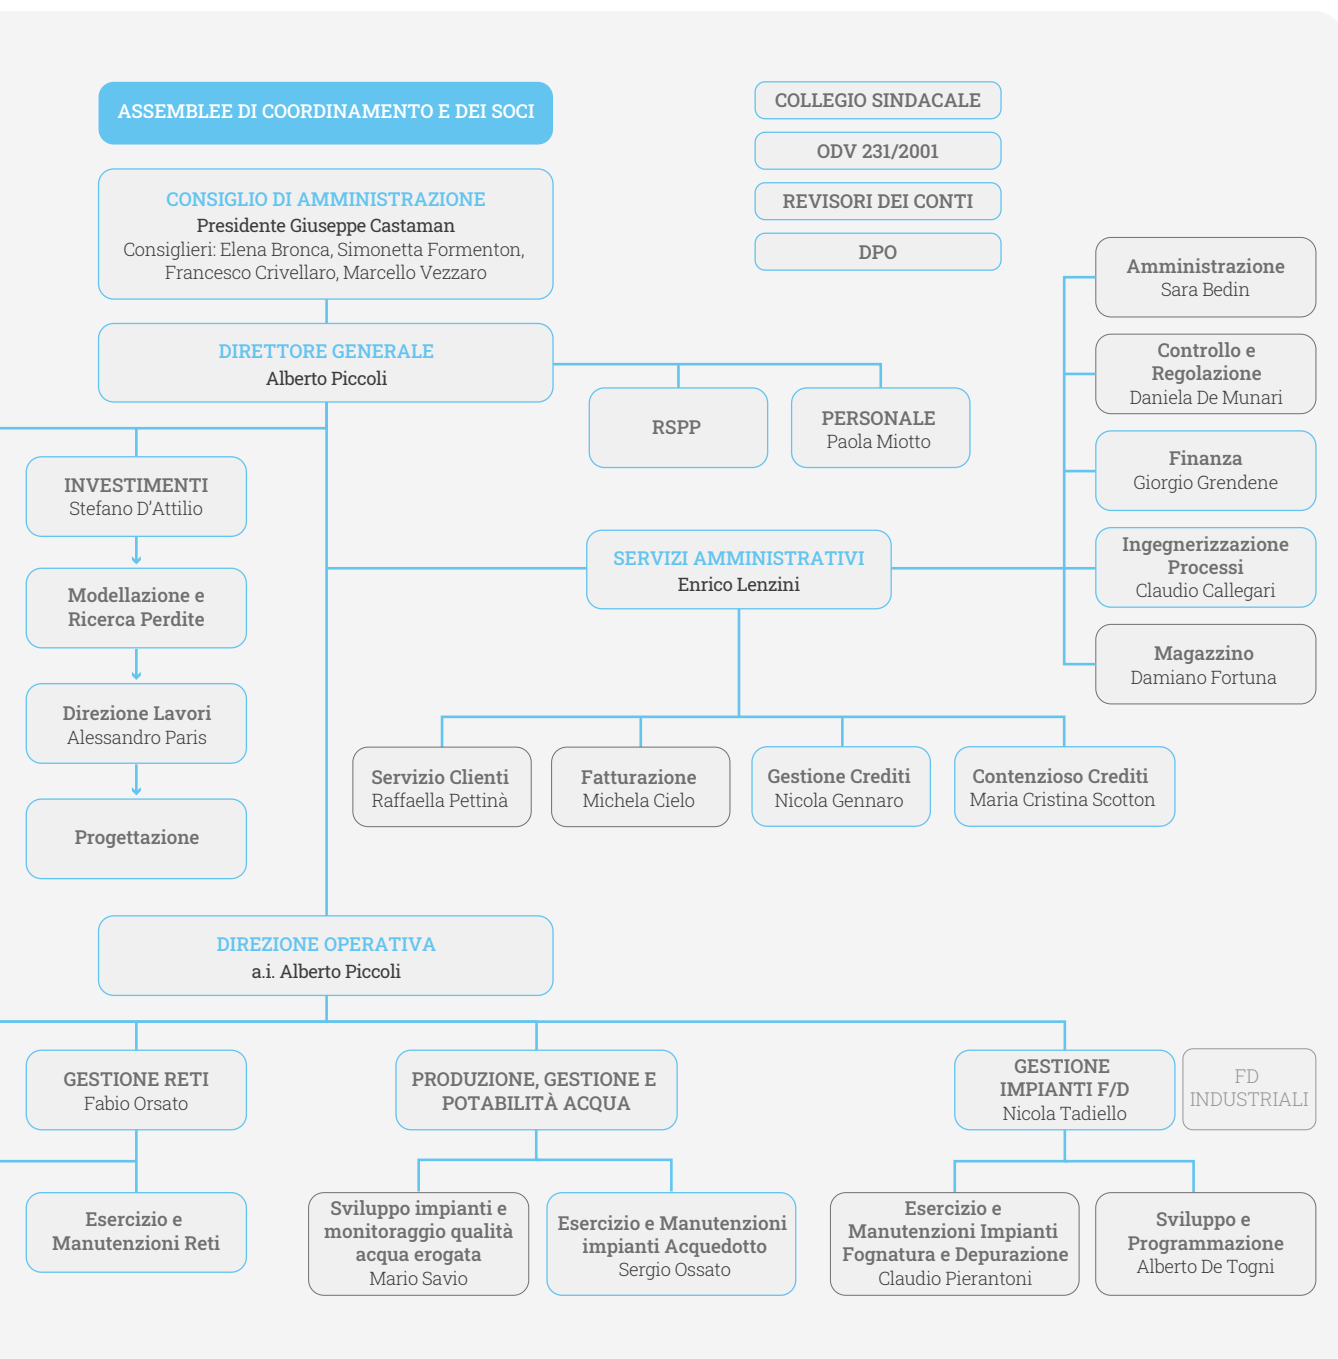 ASSEMBLEE DI COORDINAMENTO E DEI SOCI
COLLEGIO SINDACALE
ODV 231/2001
REVISORI DEI CONTI
DPO
CONSIGLIO DI AMMINISTRAZIONE
Presidente Giuseppe Castaman
Consiglieri: Elena Bronca, Simonetta Formenton,
Francesco Crivellaro, Marcello Vezzaro
DIRETTORE GENERALE
Alberto Piccoli
RSPP
PERSONALE
Paola Miotto
Amministrazione
Sara Bedin
Controllo e
Regolazione
Daniela De Munari
Finanza
Giorgio Grendene
Ingegnerizzazione
Processi
Claudio Callegari
Magazzino
Damiano Fortuna
INVESTIMENTI
Stefano D'Attilio
Modellazione e
Ricerca Perdite
Direzione Lavori
Alessandro Paris
Progettazione
SERVIZI AMMINISTRATIVI
Enrico Lenzini
Servizio Clienti
Raffaella Pettinà
Fatturazione
Michela Cielo
Gestione Crediti
Nicola Gennaro
Contenzioso Crediti
Maria Cristina Scotton
DIREZIONE OPERATIVA
a.i. Alberto Piccoli
GESTIONE RETI
Fabio Orsato
PRODUZIONE, GESTIONE E
POTABILITÀ ACQUA
GESTIONE
IMPIANTI F/D
Nicola Tadiello
FD
INDUSTRIALI
Esercizio e
Manutenzioni Reti
Sviluppo impianti e
monitoraggio qualità
acqua erogata
Mario Savio
Esercizio e Manutenzioni
impianti Acquedotto
Sergio Ossato
Esercizio e
Manutenzioni Impianti
Fognatura e Depurazione
Claudio Pierantoni
Sviluppo e
Programmazione
Alberto De Togni